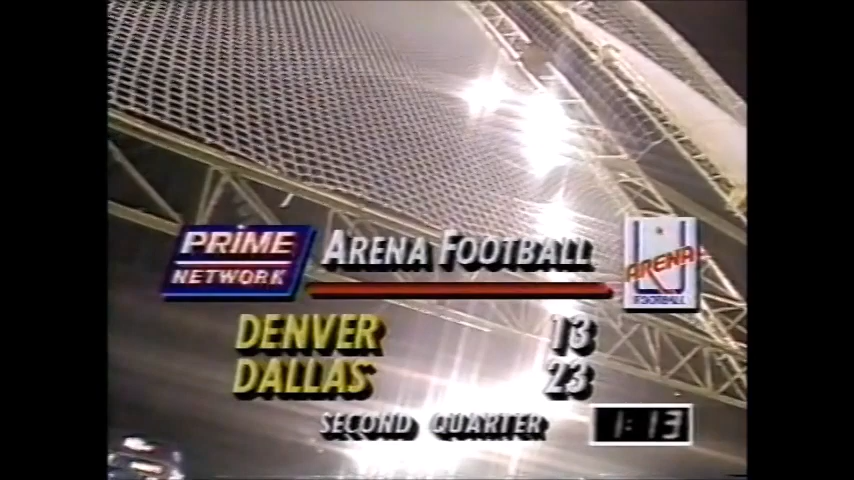 PRIME
NETWORK
ARENA FOOTBALL
ARENA
FOOTBALL
DENVER 13
DALLAS 23
SECOND QUARTER 1:13